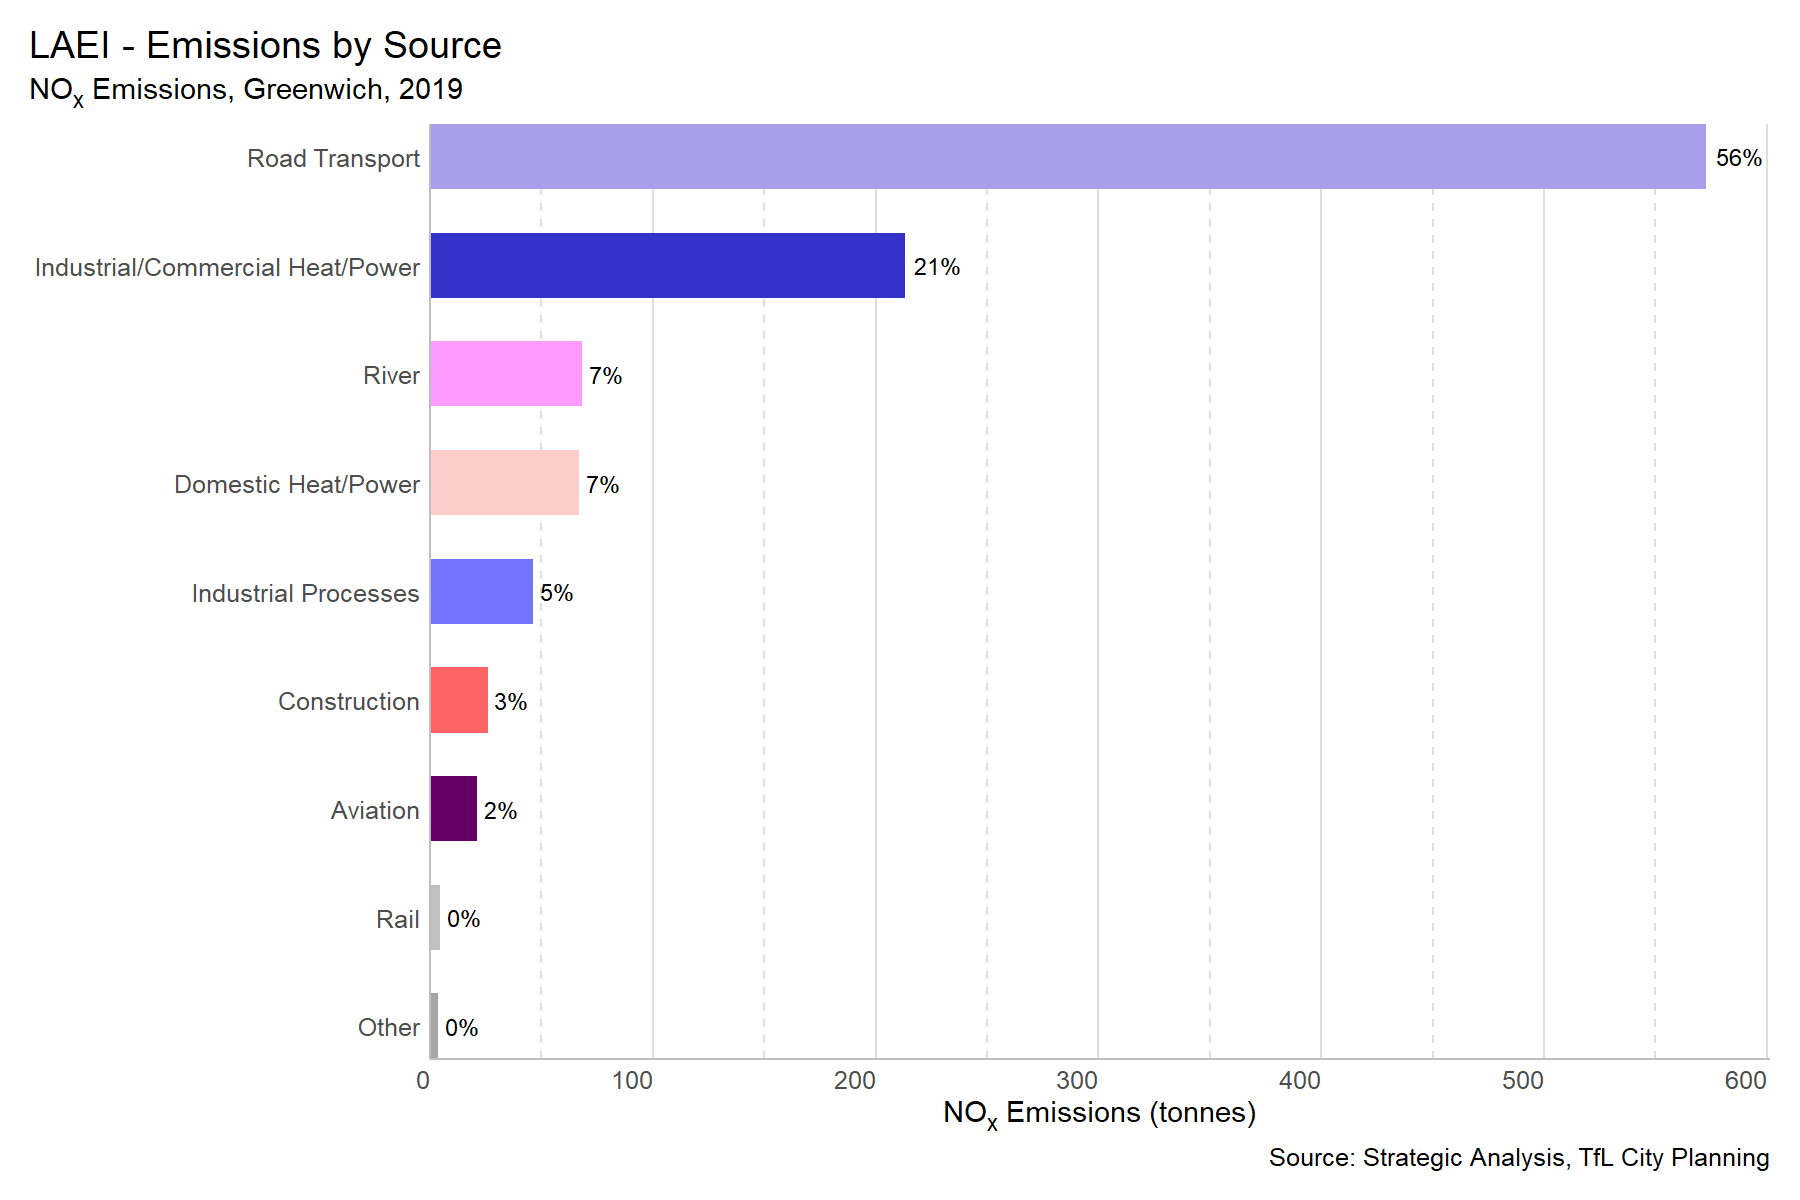 LAEI - Emissions by Source
NOx Emissions, Greenwich, 2019
Road Transport 56%
Industrial/Commercial Heat/Power 21%
River 7%
Domestic Heat/Power 7%
Industrial Processes 5%
Construction 3%
Aviation 2%
Rail 0%
Other 0%
0 100 200 300 400 500 600
NOx Emissions (tonnes)
Source: Strategic Analysis, TfL City Planning